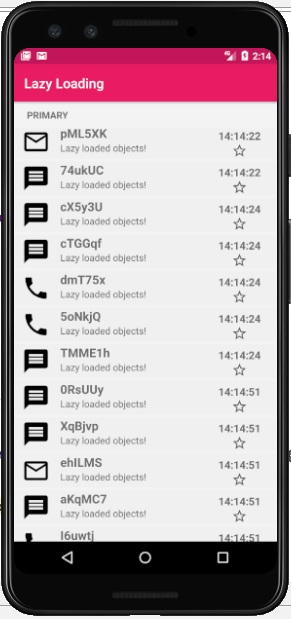 2:14
Lazy Loading
PRIMARY
pML5XK 14:14:22
Lazy loaded objects!
74ukUC 14:14:22
Lazy loaded objects!
cX5y3U 14:14:24
Lazy loaded objects!
cTGGqf 14:14:24
Lazy loaded objects!
dmT75x 14:14:24
Lazy loaded objects!
5oNkjQ 14:14:24
Lazy loaded objects!
TMME1h 14:14:24
Lazy loaded objects!
0RsUUy 14:14:51
Lazy loaded objects!
XqBjvp 14:14:51
Lazy loaded objects!
ehILMS 14:14:51
Lazy loaded objects!
aKqMC7 14:14:51
Lazy loaded objects!
I6uwtj 14:14:51